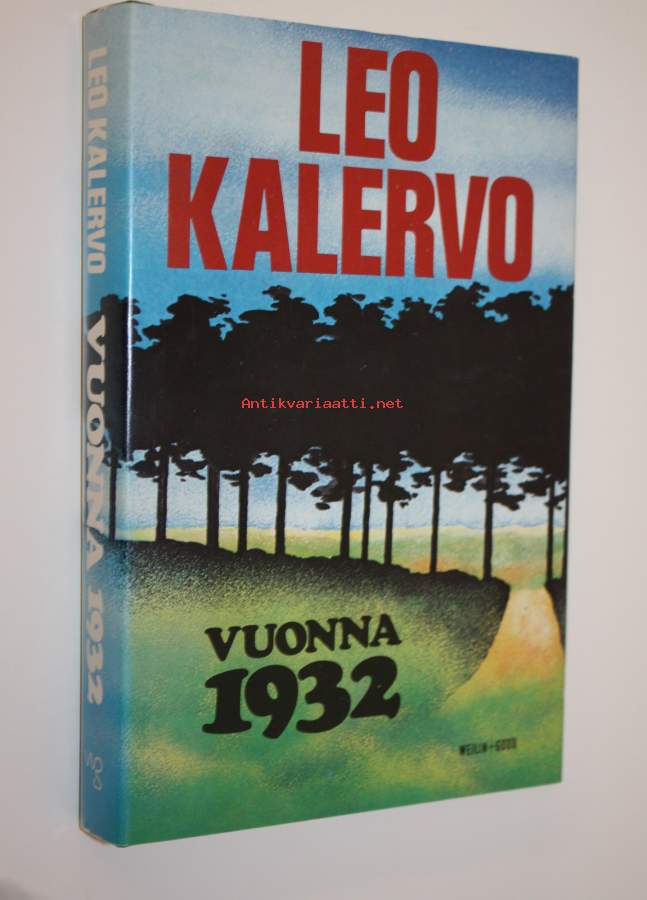 LEO
KALERVO
VUONNA
1932
WEILIN+GÖÖS
LEO KALERVO
VUONNA 1932
Antikvariaatti.net